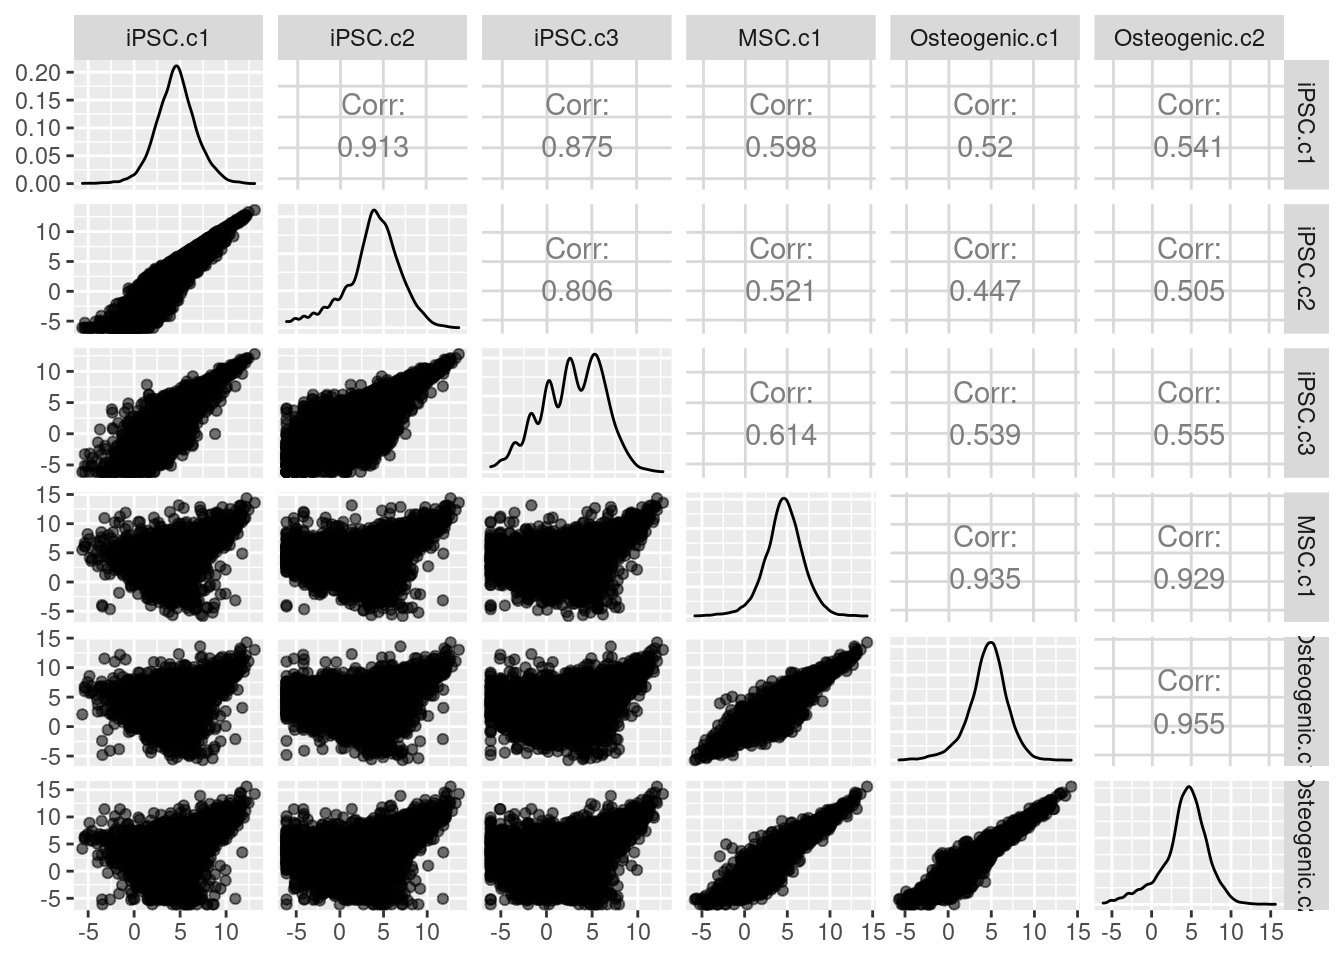 iPSC.c1 iPSC.c2 iPSC.c3 MSC.c1 Osteogenic.c1 Osteogenic.c2
0.20
0.15
0.10
0.05
0.00
Corr: Corr: Corr: Corr: Corr:
0.913 0.875 0.598 0.52 0.541
iPSC.c1
10
5
0
-5
Corr: Corr: Corr: Corr:
0.806 0.521 0.447 0.505
iPSC.c2
10
5
0
-5
Corr: Corr: Corr:
0.614 0.539 0.555
iPSC.c3
15
10
5
0
-5
Corr: Corr:
0.935 0.929
MSC.c1
15
10
5
0
-5
Corr:
0.955
Osteogenic.c1
15
10
5
0
-5
Osteogenic.c2
-5 0 5 10 -5 0 5 10 -5 0 5 10 -5 0 5 10 15 -5 0 5 10 15 -5 0 5 10 15